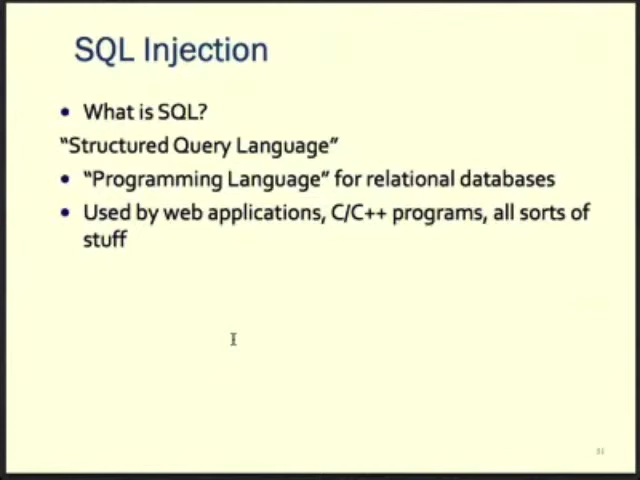 SQL Injection
• What is SQL?
“Structured Query Language”
• “Programming Language” for relational databases
• Used by web applications, C/C++ programs, all sorts of
stuff